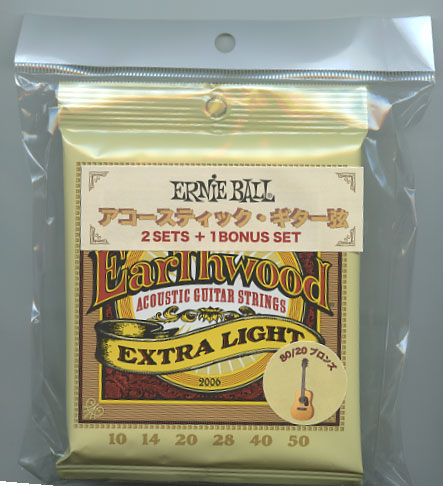 ERNIE BALL
アコースティック・ギター弦
2 SETS + 1 BONUS SET
Earthwood
ACOUSTIC GUITAR STRINGS
EXTRA LIGHT
80/20 ブロンズ
2006
10 14 20 28 40 50